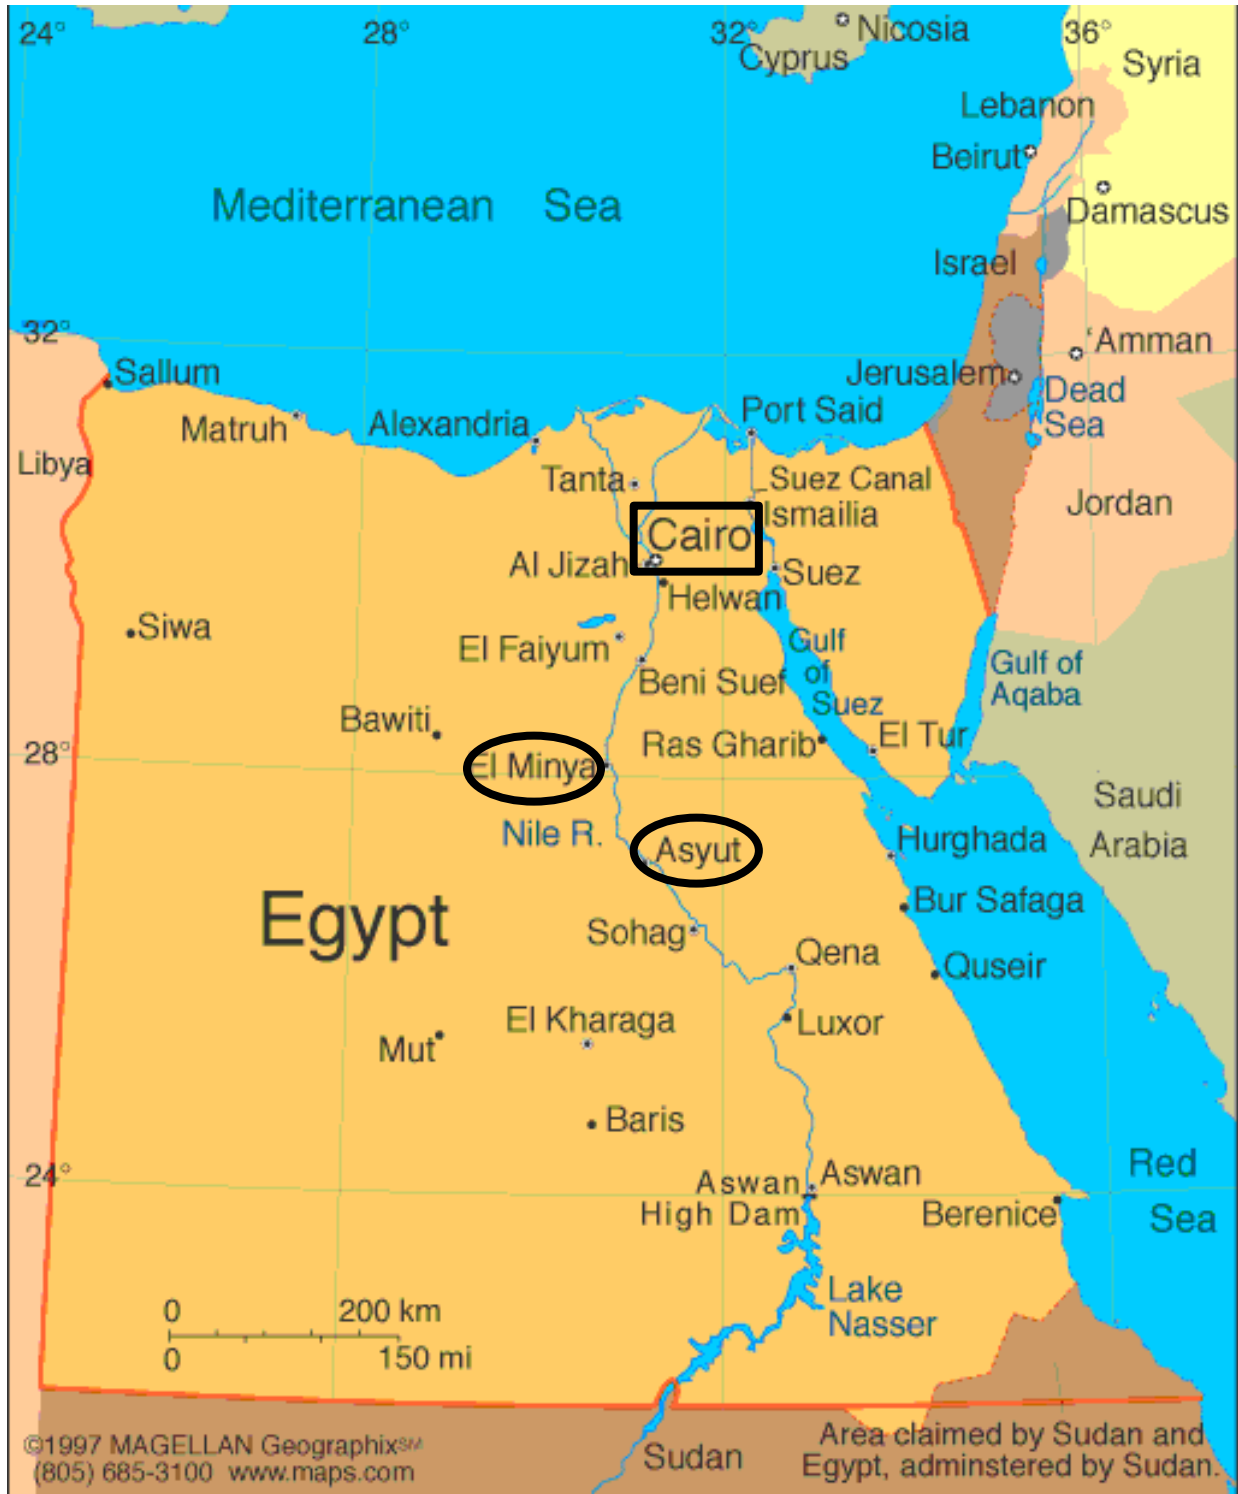 24°
28°
32°
36°
Nicosia
Cyprus
Syria
Lebanon
Beirut
Damascus
Mediterranean Sea
Israel
32°
'Amman
Sallum
Jerusalem
Dead
Sea
Matruh
Alexandria
Port Said
Libya
Tanta
Suez Canal
Ismailia
Jordan
Cairo
Al Jizah
Suez
Helwan
Siwa
El Faiyum
Gulf
of
Suez
Gulf of
Aqaba
Beni Suef
Bawiti
Ras Gharib
El Tur
28°
El Minya
Saudi
Arabia
Nile R.
Asyut
Hurghada
Egypt
Bur Safaga
Sohag
Qena
Quseir
El Kharaga
Luxor
Mut
Baris
Red
Sea
24°
Aswan
High Dam
Aswan
Berenice
Lake
Nasser
0 200 km
0 150 mi
©1997 MAGELLAN Geographix℠
(805) 685-3100 www.maps.com
Sudan
Area claimed by Sudan and
Egypt, adminstered by Sudan.